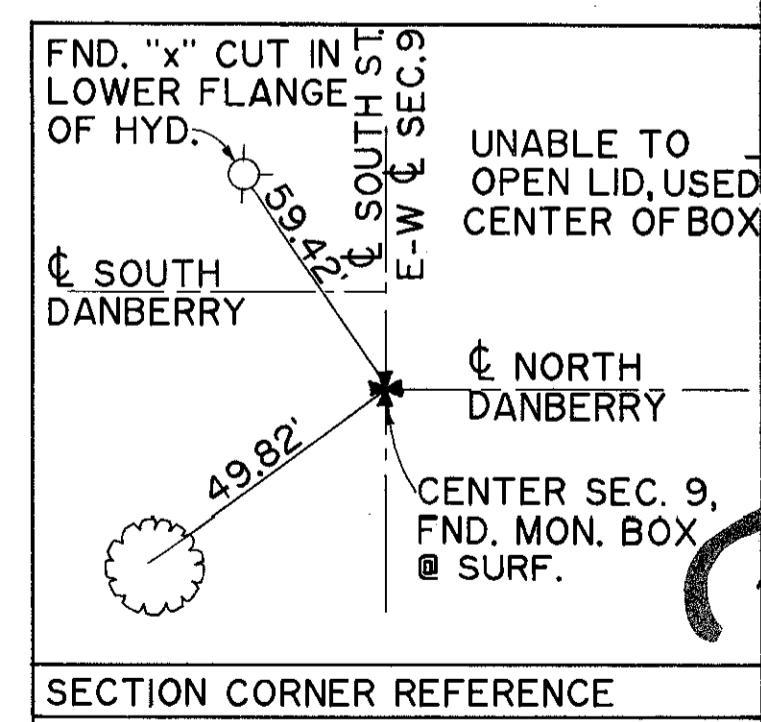 FND. "x" CUT IN
LOWER FLANGE
OF HYD.
℄ SOUTH ST.
E-W ℄ SEC.9
UNABLE TO
OPEN LID, USED
CENTER OF BOX
59.42'
℄ SOUTH
DANBERRY
℄ NORTH
DANBERRY
49.82'
CENTER SEC. 9,
FND. MON. BOX
@ SURF.
SECTION CORNER REFERENCE